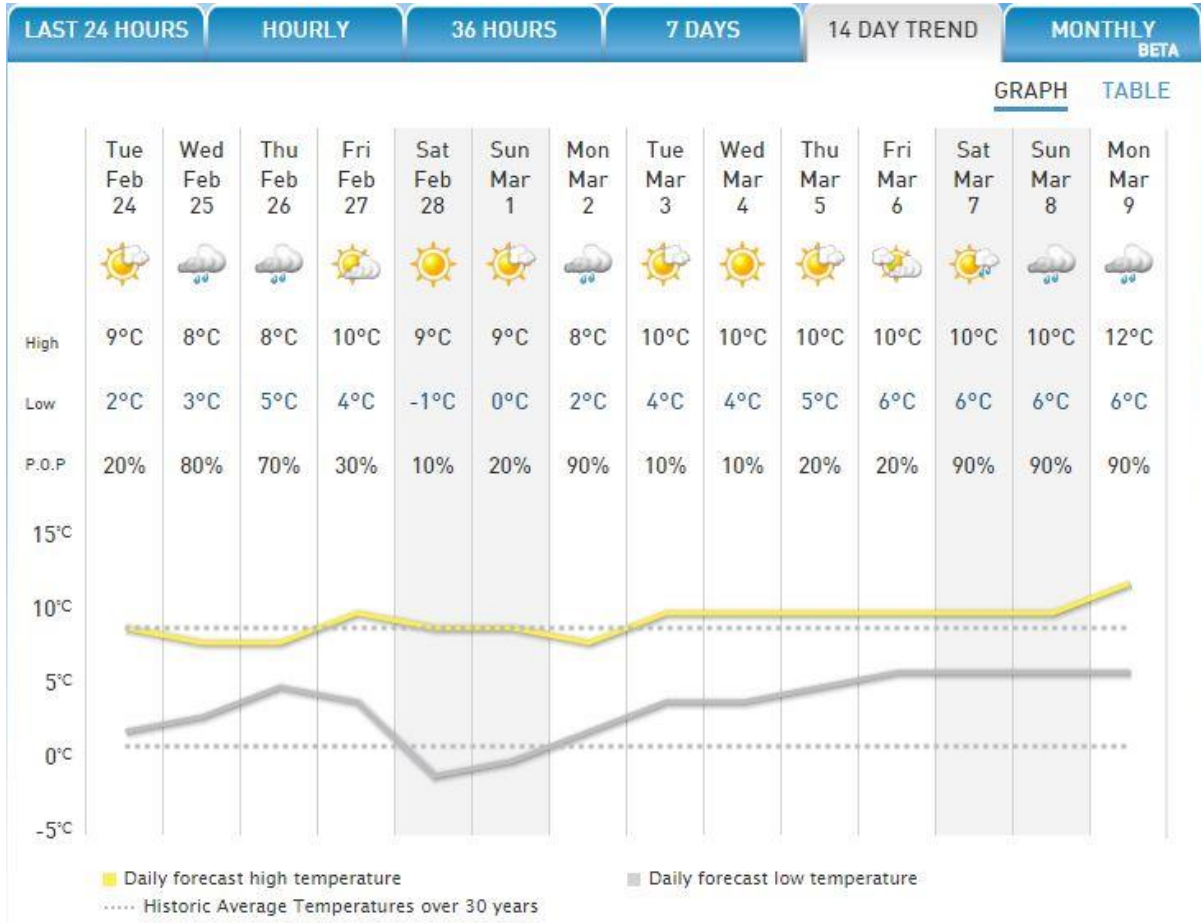 LAST 24 HOURS HOURLY 36 HOURS 7 DAYS 14 DAY TREND MONTHLY
BETA
GRAPH TABLE
Tue Wed Thu Fri Sat Sun Mon Tue Wed Thu Fri Sat Sun Mon
Feb Feb Feb Feb Feb Mar Mar Mar Mar Mar Mar Mar Mar Mar
24 25 26 27 28 1 2 3 4 5 6 7 8 9
High 9°C 8°C 8°C 10°C 9°C 9°C 8°C 10°C 10°C 10°C 10°C 10°C 10°C 12°C
Low 2°C 3°C 5°C 4°C -1°C 0°C 2°C 4°C 4°C 5°C 6°C 6°C 6°C 6°C
P.O.P 20% 80% 70% 30% 10% 20% 90% 10% 10% 20% 20% 90% 90% 90%
15°C
10°C
5°C
0°C
-5°C
Daily forecast high temperature Daily forecast low temperature
Historic Average Temperatures over 30 years